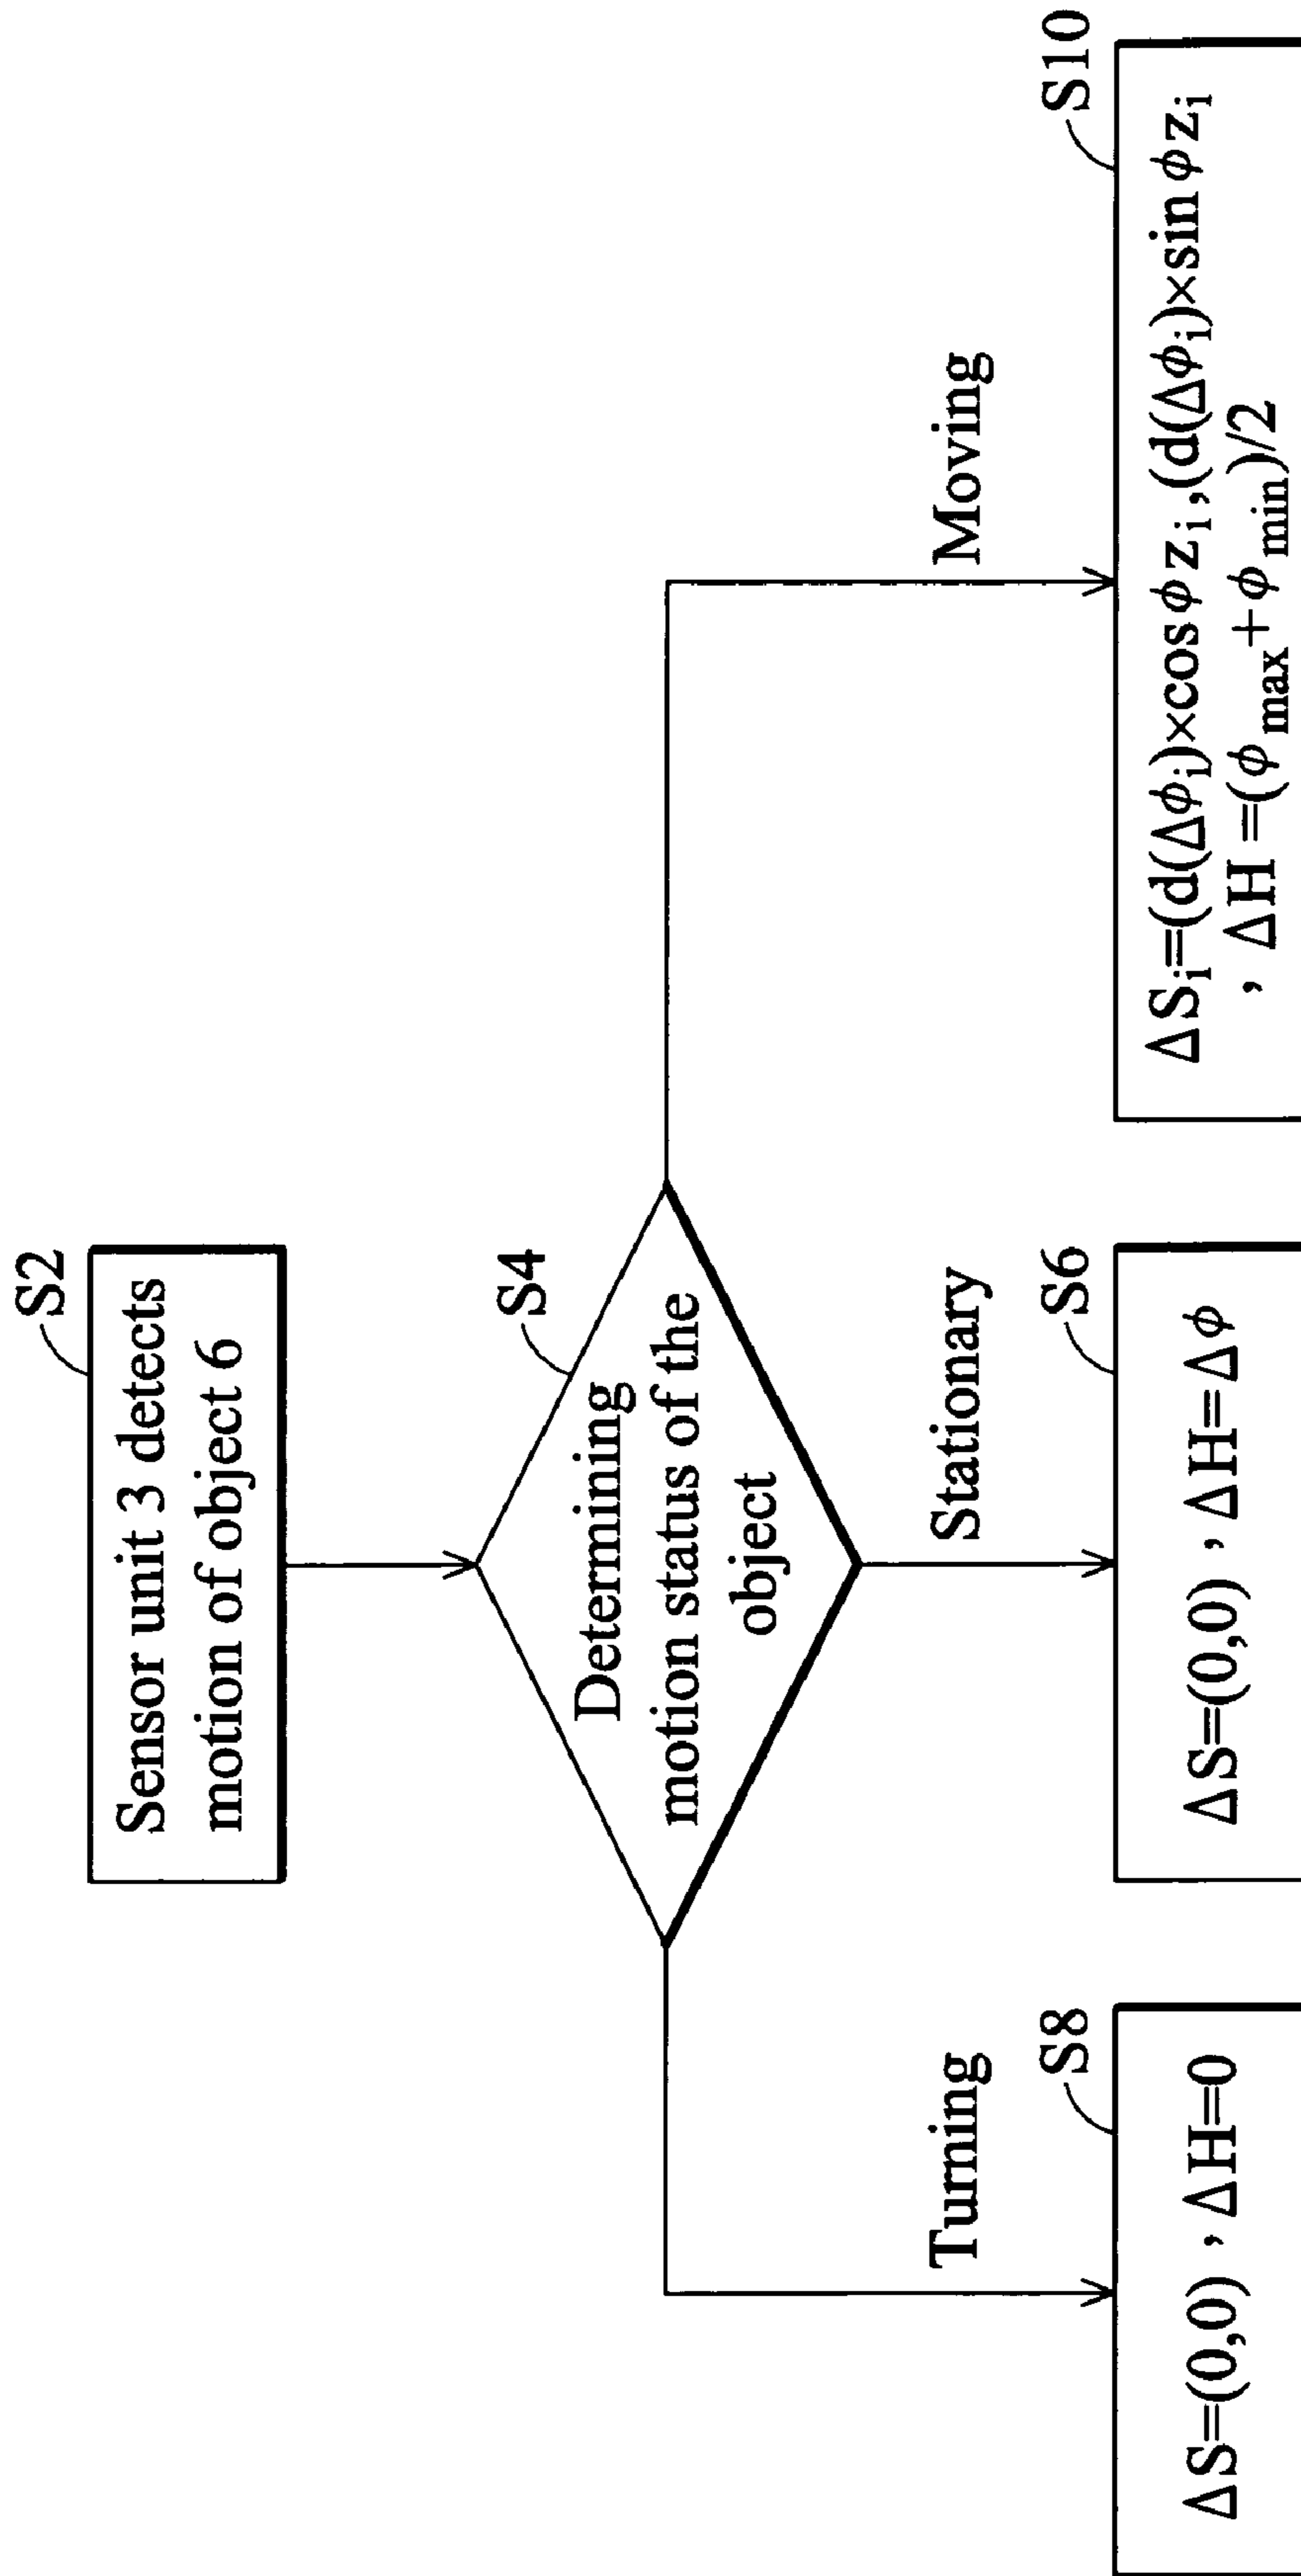 S2
Sensor unit 3 detects
motion of object 6
S4
Determining
motion status of the
object
Turning
Stationary
Moving
S8
ΔS=(0,0) , ΔH=0
S6
ΔS=(0,0) , ΔH=Δϕ
S10
ΔSᵢ=(d(Δϕᵢ)×cosϕzᵢ,(d(Δϕᵢ)×sinϕzᵢ
, ΔH =(ϕmax+ϕmin)/2